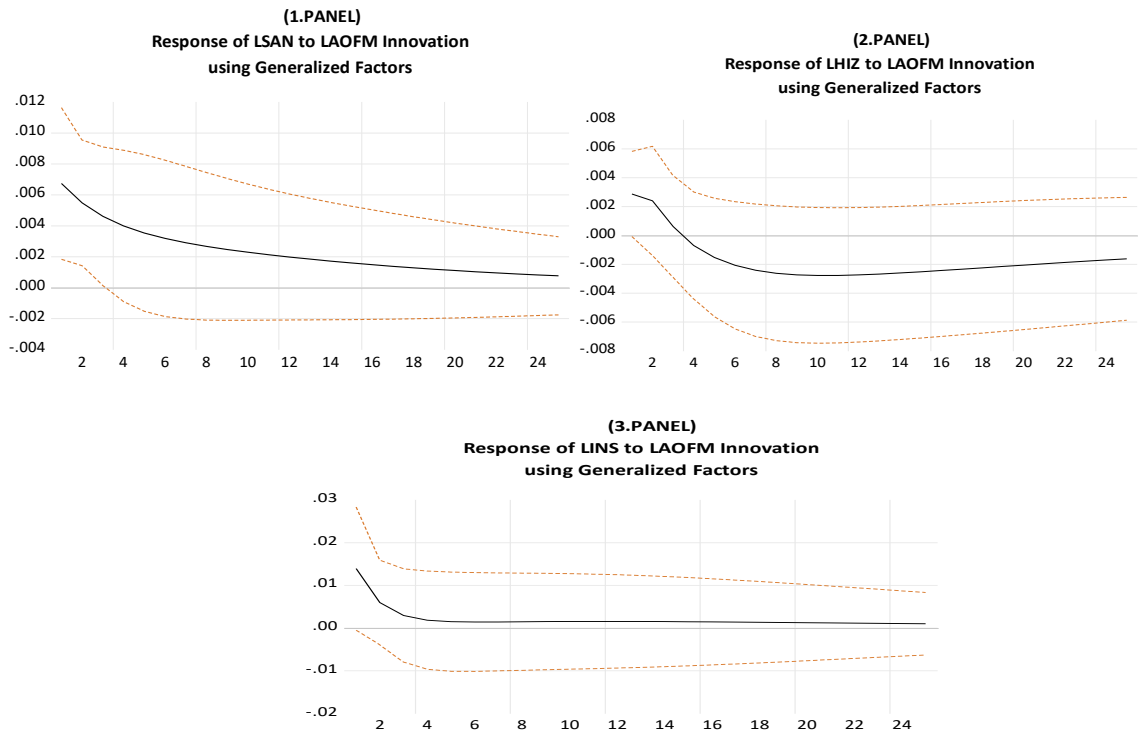 (1.PANEL)
Response of LSAN to LAOFM Innovation
using Generalized Factors
.012
.010
.008
.006
.004
.002
.000
-.002
-.004
2 4 6 8 10 12 14 16 18 20 22 24
(2.PANEL)
Response of LHIZ to LAOFM Innovation
using Generalized Factors
.008
.006
.004
.002
.000
-.002
-.004
-.006
-.008
2 4 6 8 10 12 14 16 18 20 22 24
(3.PANEL)
Response of LINS to LAOFM Innovation
using Generalized Factors
.03
.02
.01
.00
-.01
-.02
2 4 6 8 10 12 14 16 18 20 22 24